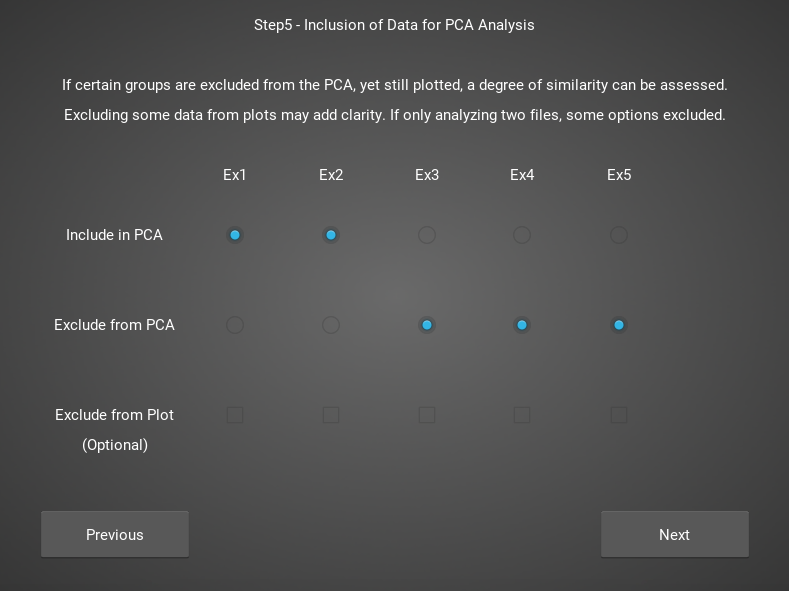 Step5 - Inclusion of Data for PCA Analysis
If certain groups are excluded from the PCA, yet still plotted, a degree of similarity can be assessed.
Excluding some data from plots may add clarity. If only analyzing two files, some options excluded.
Ex1 Ex2 Ex3 Ex4 Ex5
Include in PCA
Exclude from PCA
Exclude from Plot
(Optional)
Previous Next